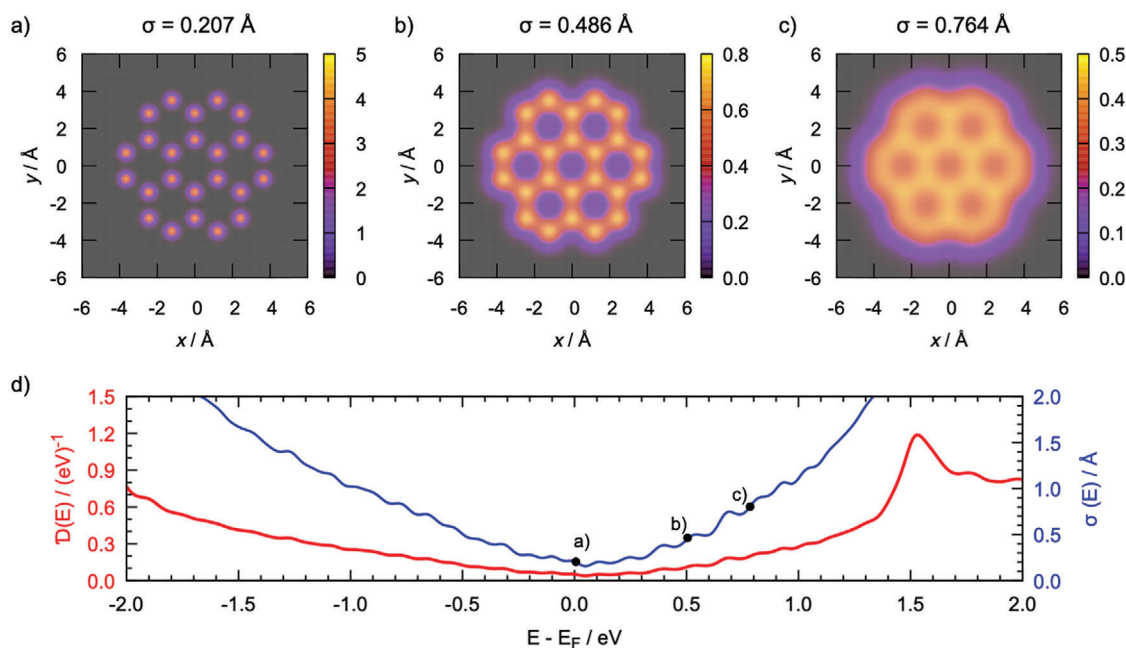 a) σ = 0.207 Å
b) σ = 0.486 Å
c) σ = 0.764 Å
6 4 2 0 -2 -4 -6
y / Å
-6 -4 -2 0 2 4 6
x / Å
5 4 3 2 1 0
6 4 2 0 -2 -4 -6
y / Å
-6 -4 -2 0 2 4 6
x / Å
0.8 0.6 0.4 0.2 0.0
6 4 2 0 -2 -4 -6
y / Å
-6 -4 -2 0 2 4 6
x / Å
0.5 0.4 0.3 0.2 0.1 0.0
d)
1.5 1.2 0.9 0.6 0.3 0.0
D(E) / (eV)⁻¹
a)
b)
c)
2.0 1.5 1.0 0.5 0.0
σ (E) / Å
-2.0 -1.5 -1.0 -0.5 0.0 0.5 1.0 1.5 2.0
E - E_F / eV